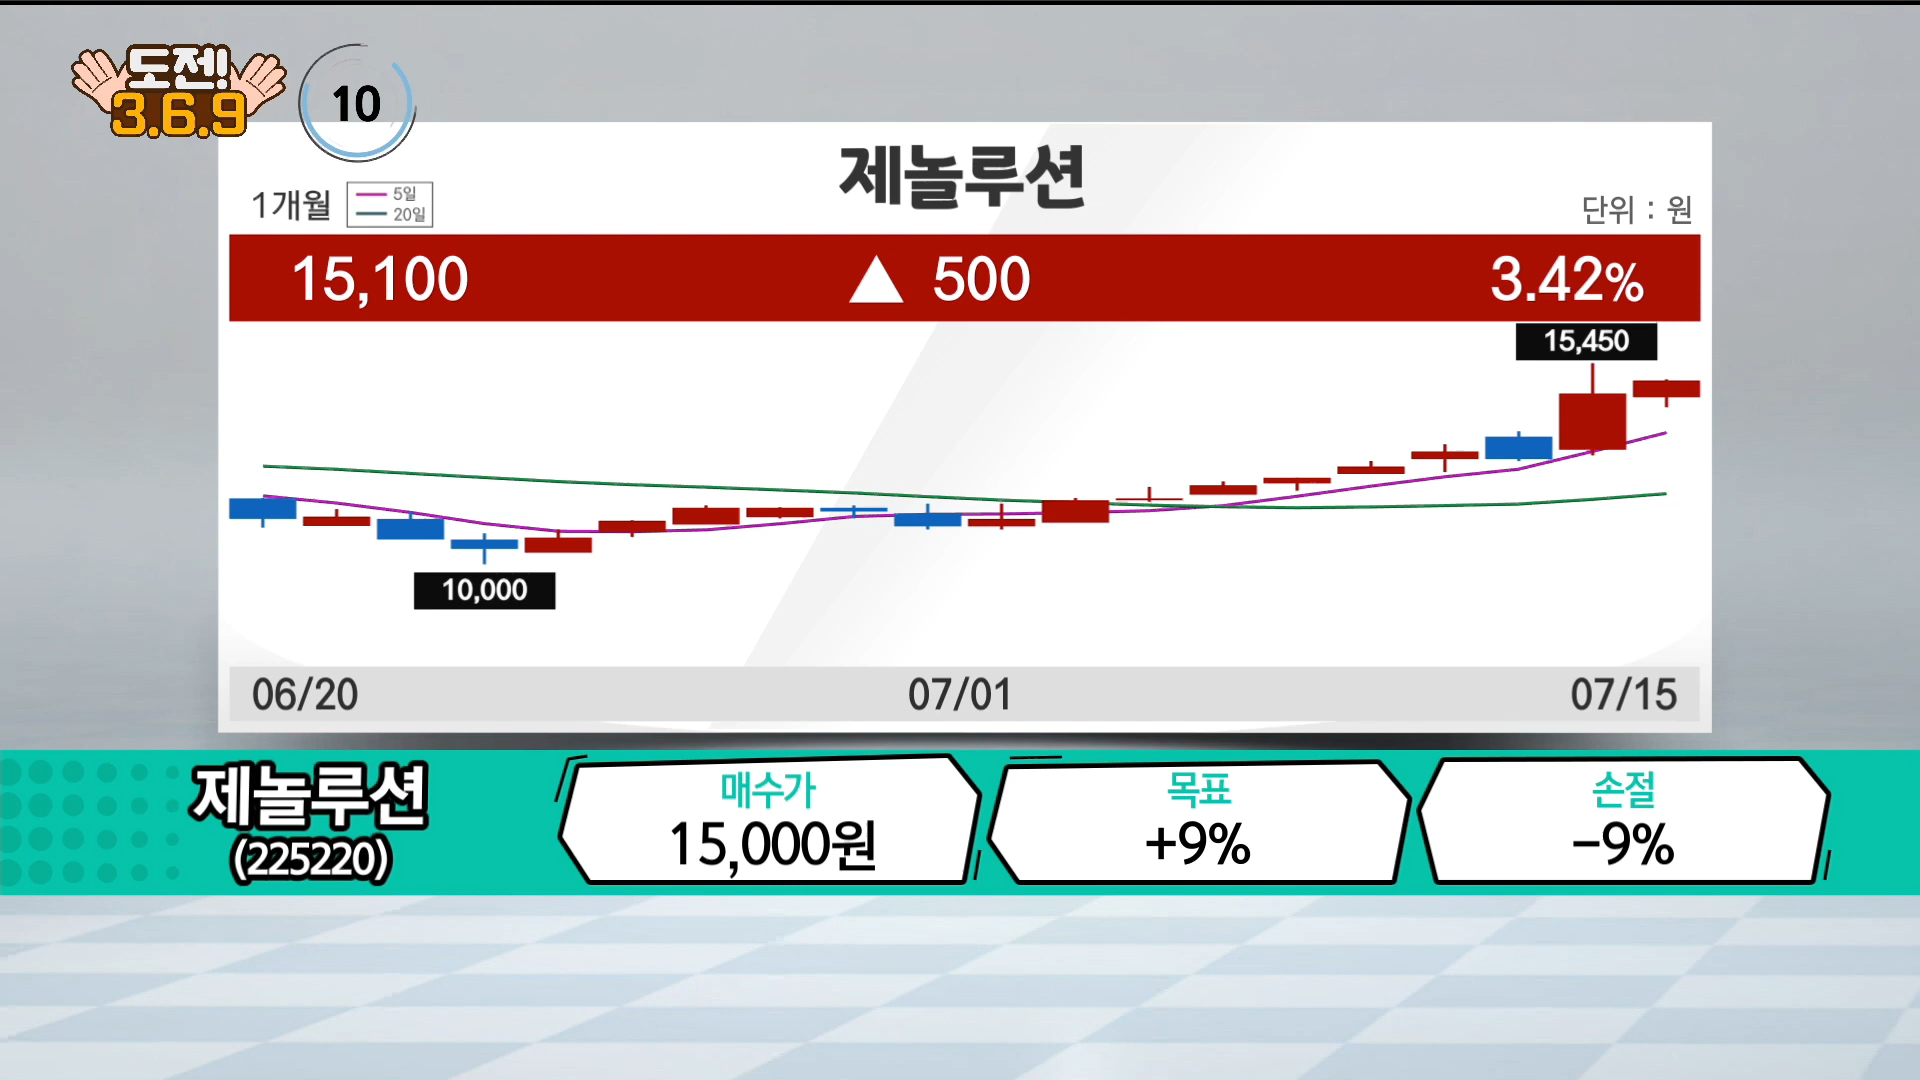 도젠!
3.6.9
10
제놀루션
1개월
5일
20일
단위 : 원
15,100
▲ 500
3.42%
15,450
10,000
06/20
07/01
07/15
제놀루션
(225220)
매수가
15,000원
목표
+9%
손절
-9%